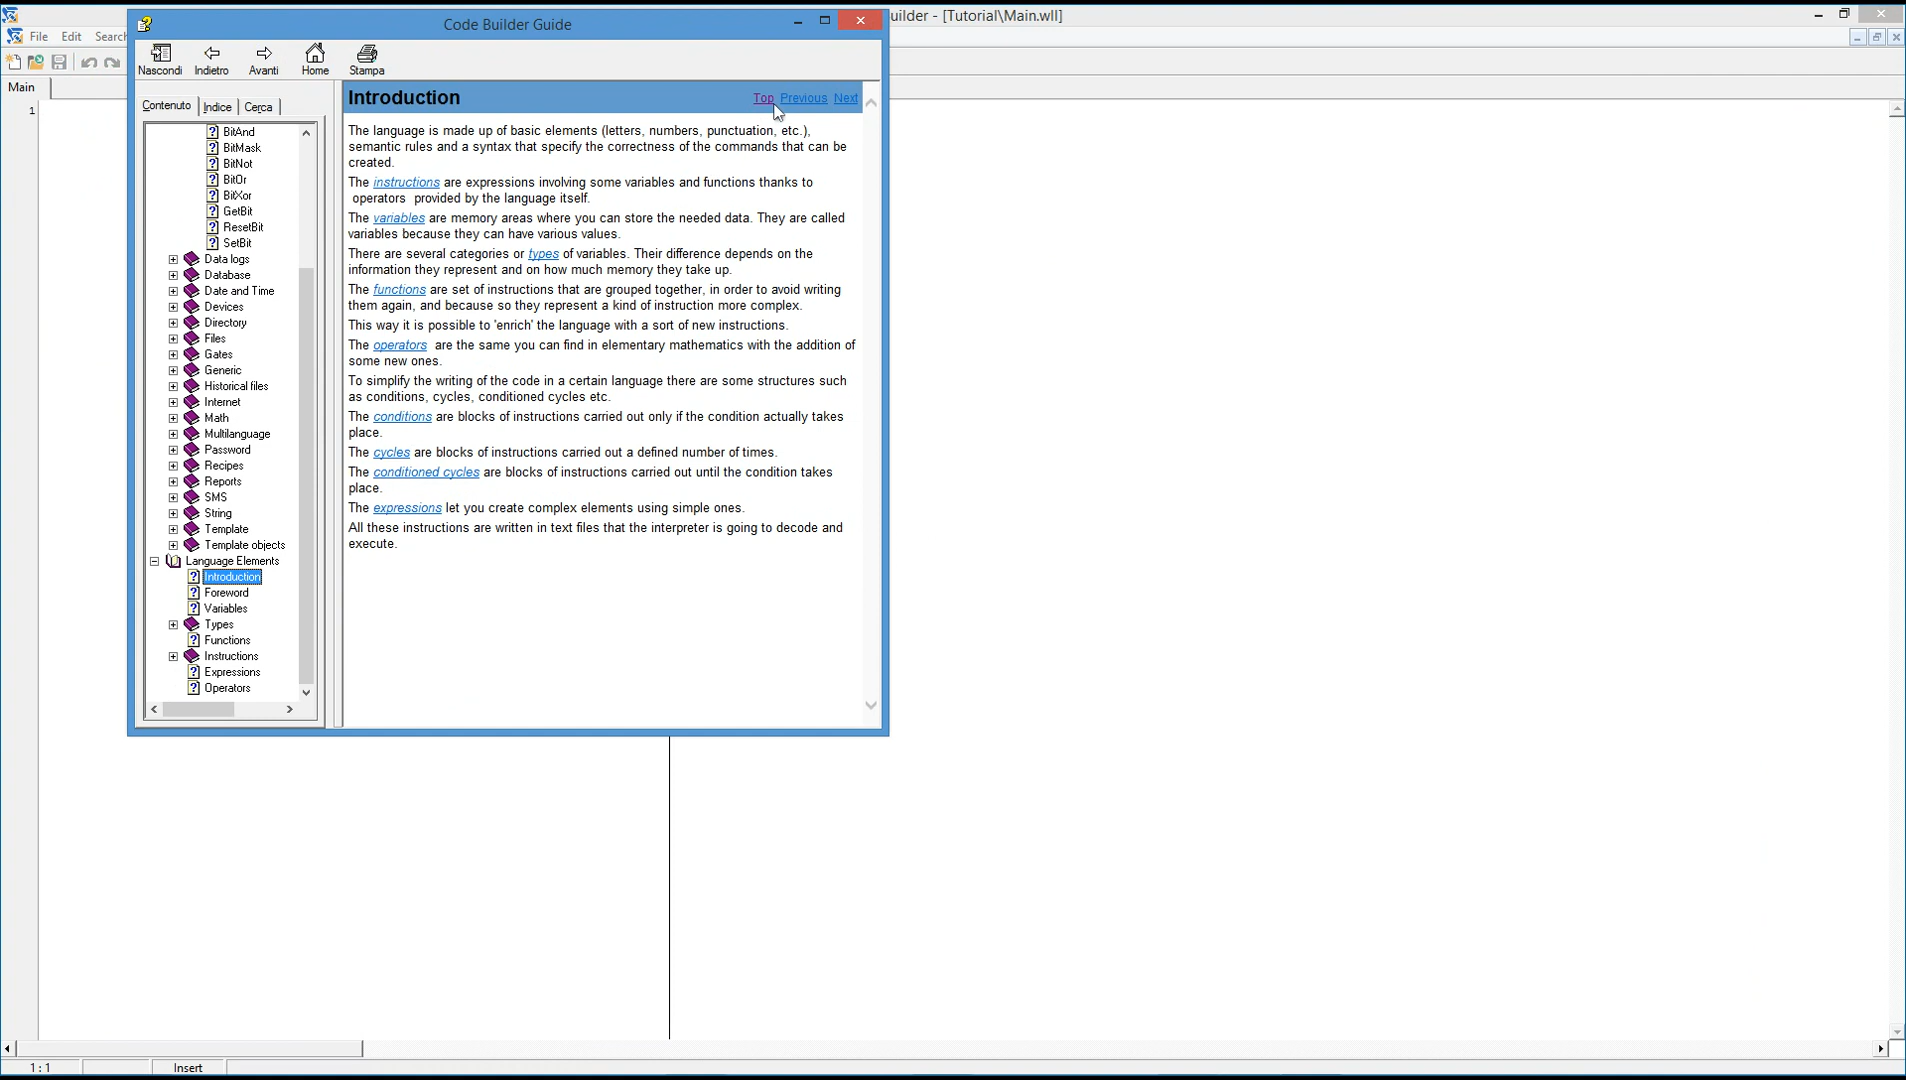 Code Builder Guide
uilder - [Tutorial\Main.wll]
File Edit Search
Nascondi Indietro Avanti Home Stampa
Main
1
Contenuto Indice Cerca
BitAnd
BitMask
BitNot
BitOr
BitXor
GetBit
ResetBit
SetBit
Data logs
Database
Date and Time
Devices
Directory
Files
Gates
Generic
Historical files
Internet
Math
Multilanguage
Password
Recipes
Reports
SMS
String
Template
Template objects
Language Elements
Introduction
Foreword
Variables
Types
Functions
Instructions
Expressions
Operators
Introduction Top Previous Next
The language is made up of basic elements (letters, numbers, punctuation, etc.),
semantic rules and a syntax that specify the correctness of the commands that can be
created.
The instructions are expressions involving some variables and functions thanks to
operators provided by the language itself.
The variables are memory areas where you can store the needed data. They are called
variables because they can have various values.
There are several categories or types of variables. Their difference depends on the
information they represent and on how much memory they take up.
The functions are set of instructions that are grouped together, in order to avoid writing
them again, and because so they represent a kind of instruction more complex.
This way it is possible to 'enrich' the language with a sort of new instructions.
The operators are the same you can find in elementary mathematics with the addition of
some new ones.
To simplify the writing of the code in a certain language there are some structures such
as conditions, cycles, conditioned cycles etc.
The conditions are blocks of instructions carried out only if the condition actually takes
place.
The cycles are blocks of instructions carried out a defined number of times.
The conditioned cycles are blocks of instructions carried out until the condition takes
place.
The expressions let you create complex elements using simple ones.
All these instructions are written in text files that the interpreter is going to decode and
execute.
1:1 Insert